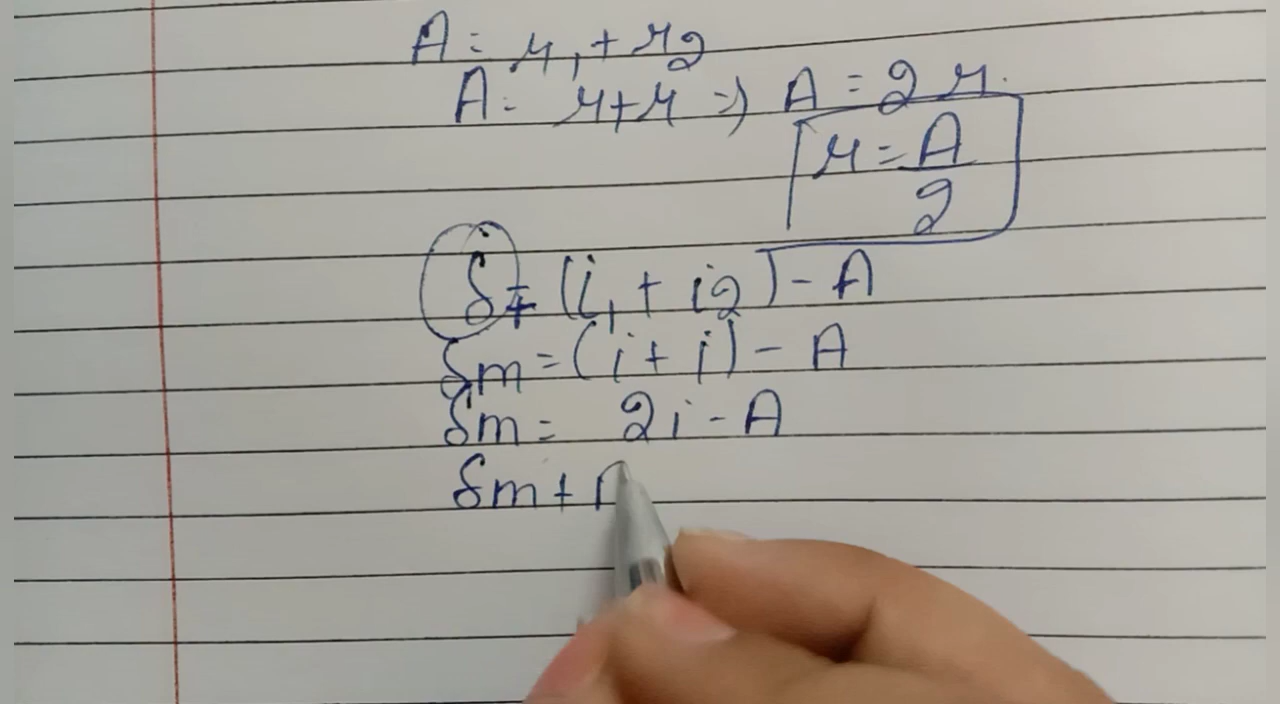 A = r₁ + r₂
A = r + r ⇒ A = 2r.
r = A/2
δ = (i₁ + i₂) - A
δm = (i + i) - A
δm = 2i - A
δm +